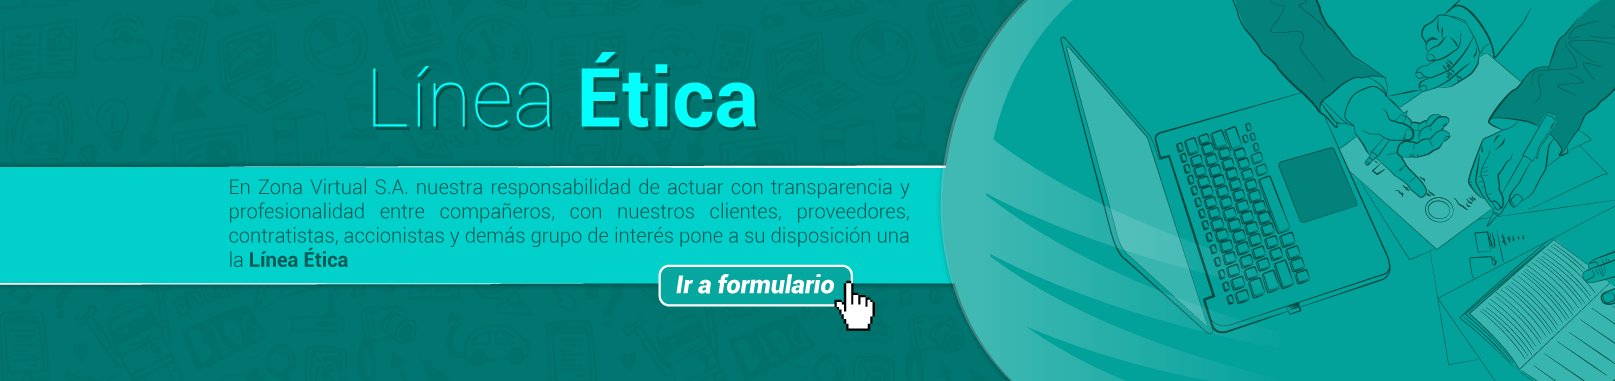 Línea Ética
En Zona Virtual S.A. nuestra responsabilidad de actuar con transparencia y
profesionalidad entre compañeros, con nuestros clientes, proveedores,
contratistas, accionistas y demás grupo de interés pone a su disposición una
la Línea Ética
Ir a formulario